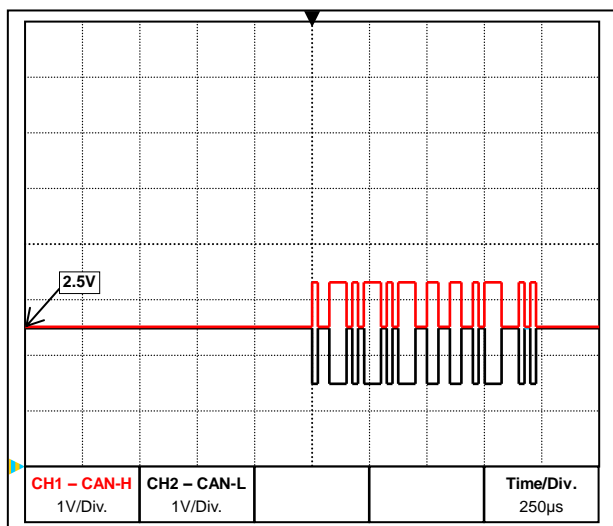 2.5V
CH1 – CAN-H
1V/Div.
CH2 – CAN-L
1V/Div.
Time/Div.
250µs